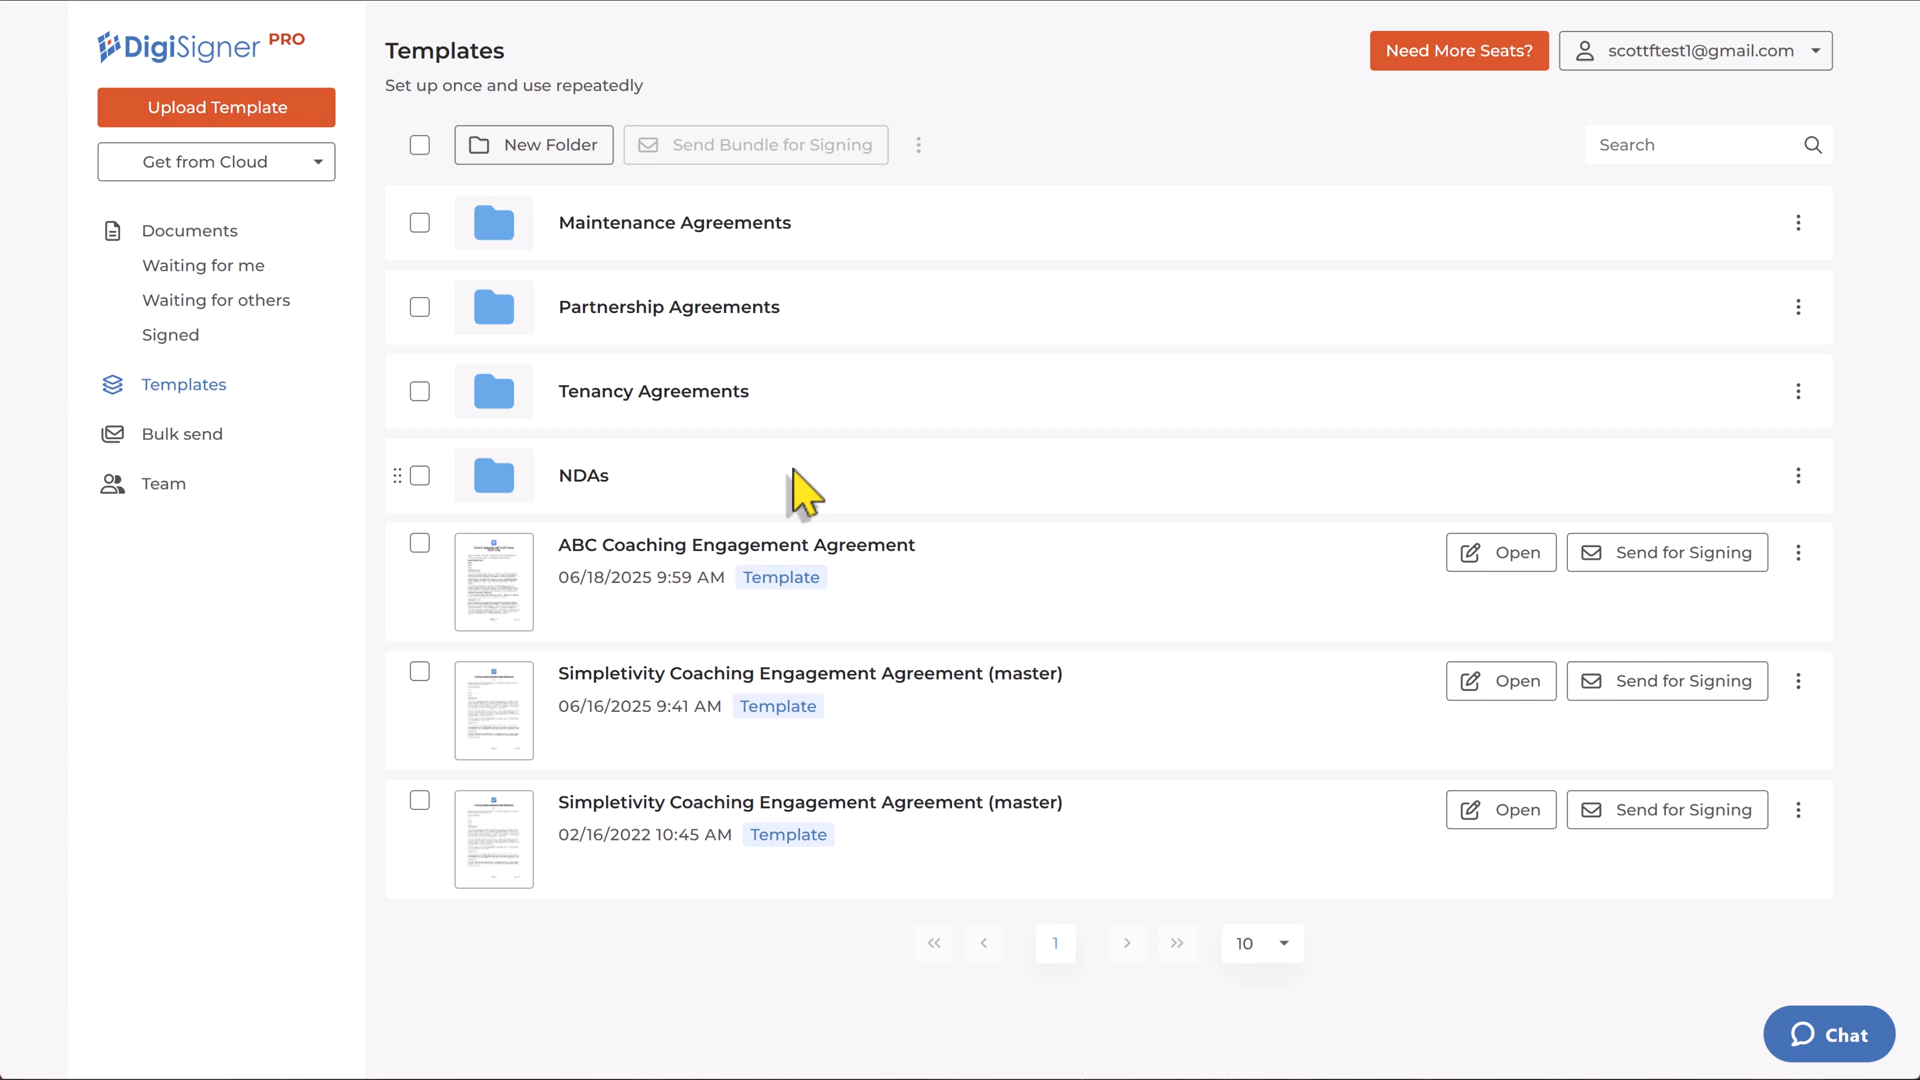 DigiSigner PRO
Upload Template
Get from Cloud
Documents
Waiting for me
Waiting for others
Signed
Templates
Bulk send
Team
Templates
Set up once and use repeatedly
Need More Seats?
scottftest1@gmail.com
New Folder
Send Bundle for Signing
Search
Maintenance Agreements
Partnership Agreements
Tenancy Agreements
NDAs
ABC Coaching Engagement Agreement
06/18/2025 9:59 AM Template
Open
Send for Signing
Simpletivity Coaching Engagement Agreement (master)
06/16/2025 9:41 AM Template
Open
Send for Signing
Simpletivity Coaching Engagement Agreement (master)
02/16/2022 10:45 AM Template
Open
Send for Signing
1
10
Chat